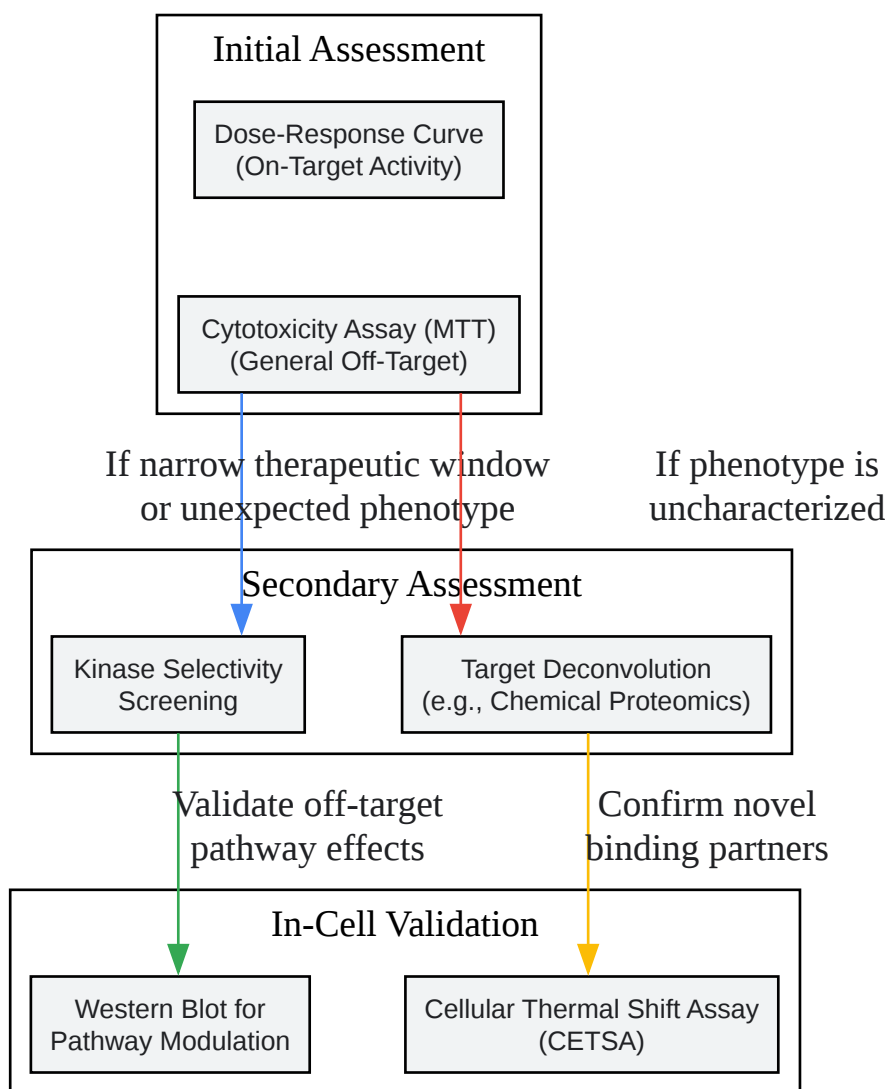 Initial Assessment
Dose-Response Curve
(On-Target Activity)
Cytotoxicity Assay (MTT)
(General Off-Target)
If narrow therapeutic window
or unexpected phenotype
If phenotype is
uncharacterized
Secondary Assessment
Kinase Selectivity
Screening
Target Deconvolution
(e.g., Chemical Proteomics)
Validate off-target
pathway effects
Confirm novel
binding partners
In-Cell Validation
Western Blot for
Pathway Modulation
Cellular Thermal Shift Assay
(CETSA)